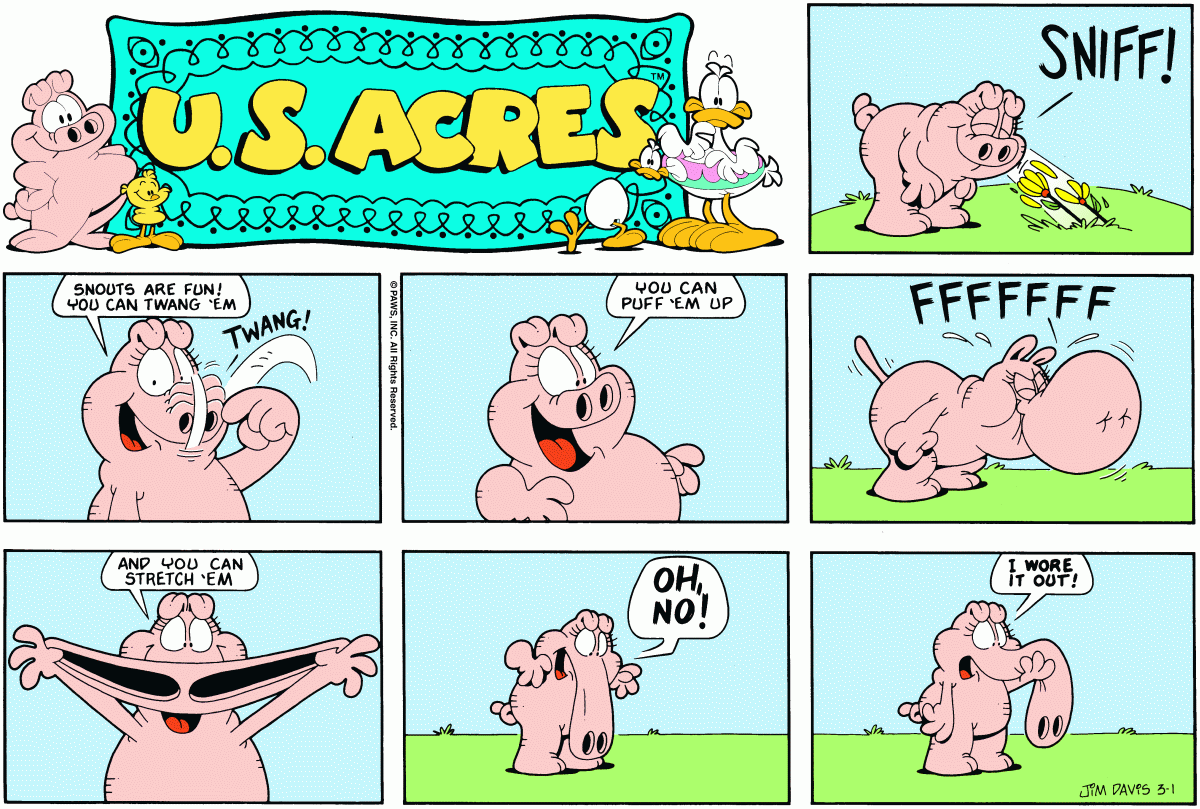 U.S. ACRES
TM
SNIFF!
SNOUTS ARE FUN!
YOU CAN TWANG 'EM
TWANG!
© PAWS, INC. All Rights Reserved.
YOU CAN
PUFF 'EM UP
FFFFFFF
AND YOU CAN
STRETCH 'EM
OH,
NO!
I WORE
IT OUT!
JIM DAVIS 3-1